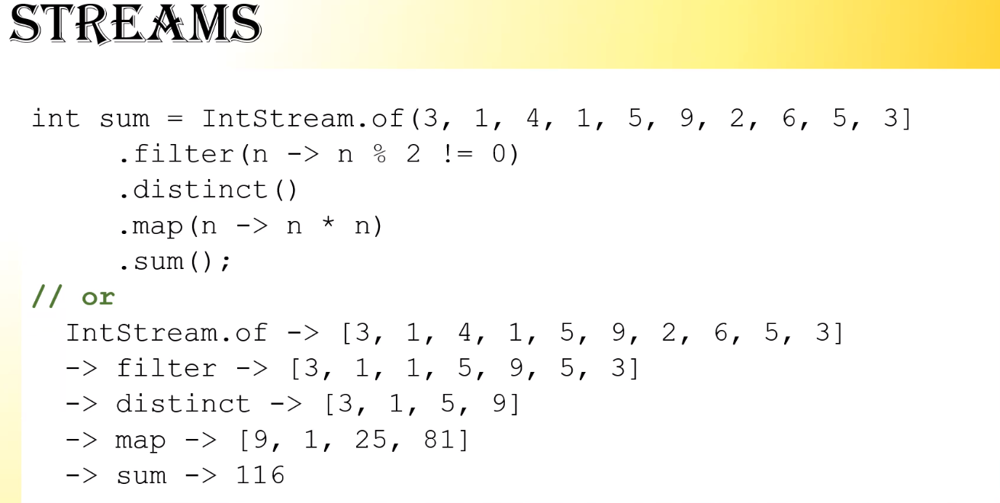 STREAMS
int sum = IntStream.of(3, 1, 4, 1, 5, 9, 2, 6, 5, 3]
.filter(n -> n % 2 != 0)
.distinct()
.map(n -> n * n)
.sum();
// or
IntStream.of -> [3, 1, 4, 1, 5, 9, 2, 6, 5, 3]
-> filter -> [3, 1, 1, 5, 9, 5, 3]
-> distinct -> [3, 1, 5, 9]
-> map -> [9, 1, 25, 81]
-> sum -> 116